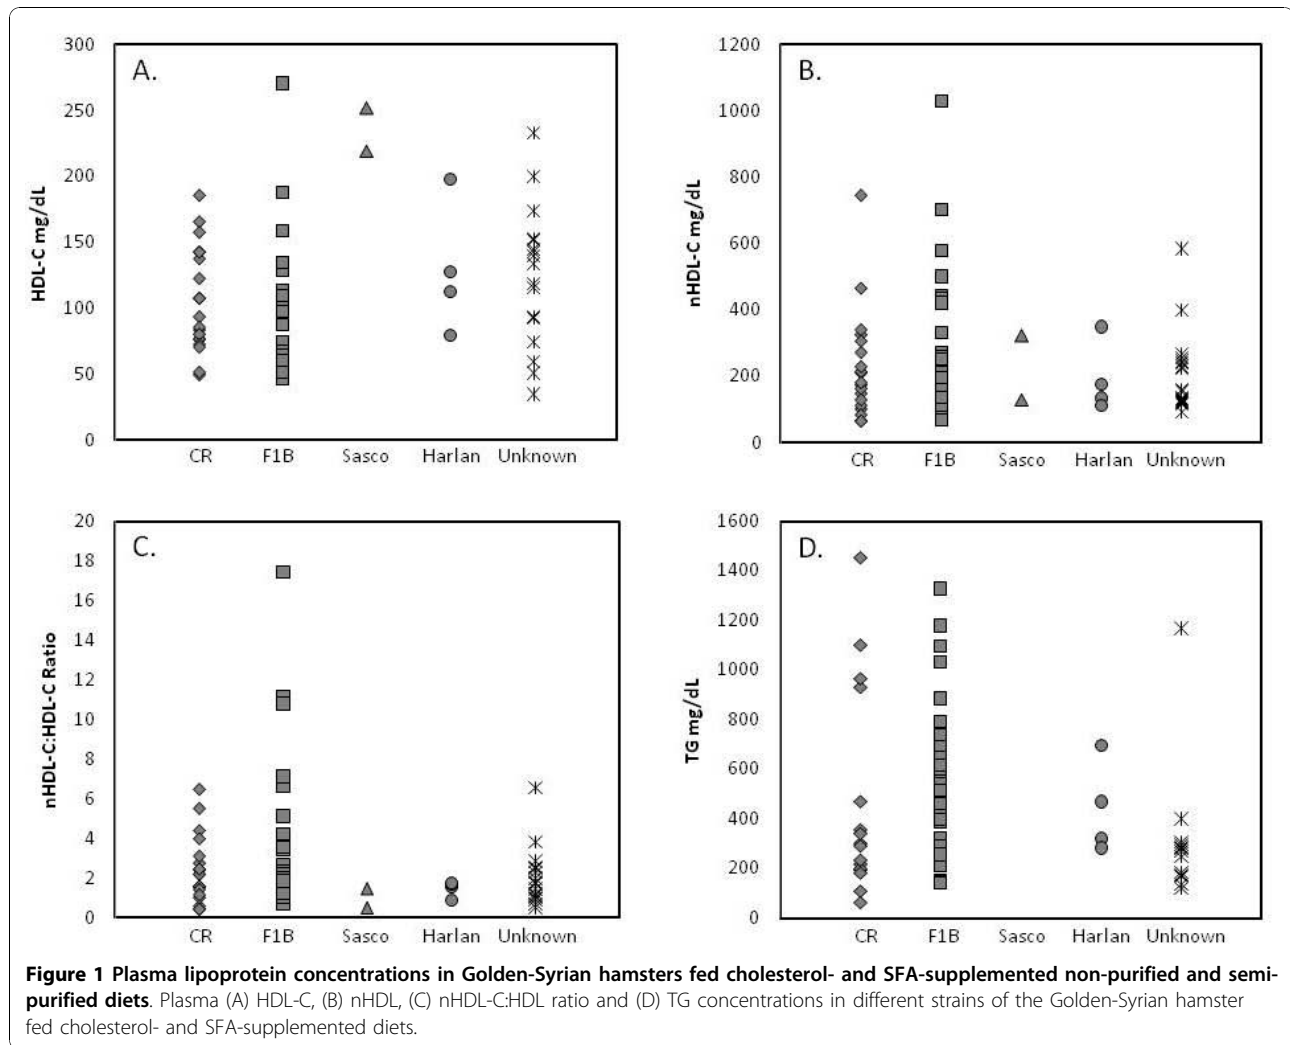 A.
HDL-C mg/dL
300
250
200
150
100
50
0
CR F1B Sasco Harlan Unknown
B.
nHDL-C mg/dL
1200
1000
800
600
400
200
0
CR F1B Sasco Harlan Unknown
C.
nHDL-C:HDL-C Ratio
20
18
16
14
12
10
8
6
4
2
0
CR F1B Sasco Harlan Unknown
D.
TG mg/dL
1600
1400
1200
1000
800
600
400
200
0
CR F1B Sasco Harlan Unknown
Figure 1 Plasma lipoprotein concentrations in Golden-Syrian hamsters fed cholesterol- and SFA-supplemented non-purified and semi-
purified diets. Plasma (A) HDL-C, (B) nHDL, (C) nHDL-C:HDL ratio and (D) TG concentrations in different strains of the Golden-Syrian hamster
fed cholesterol- and SFA-supplemented diets.